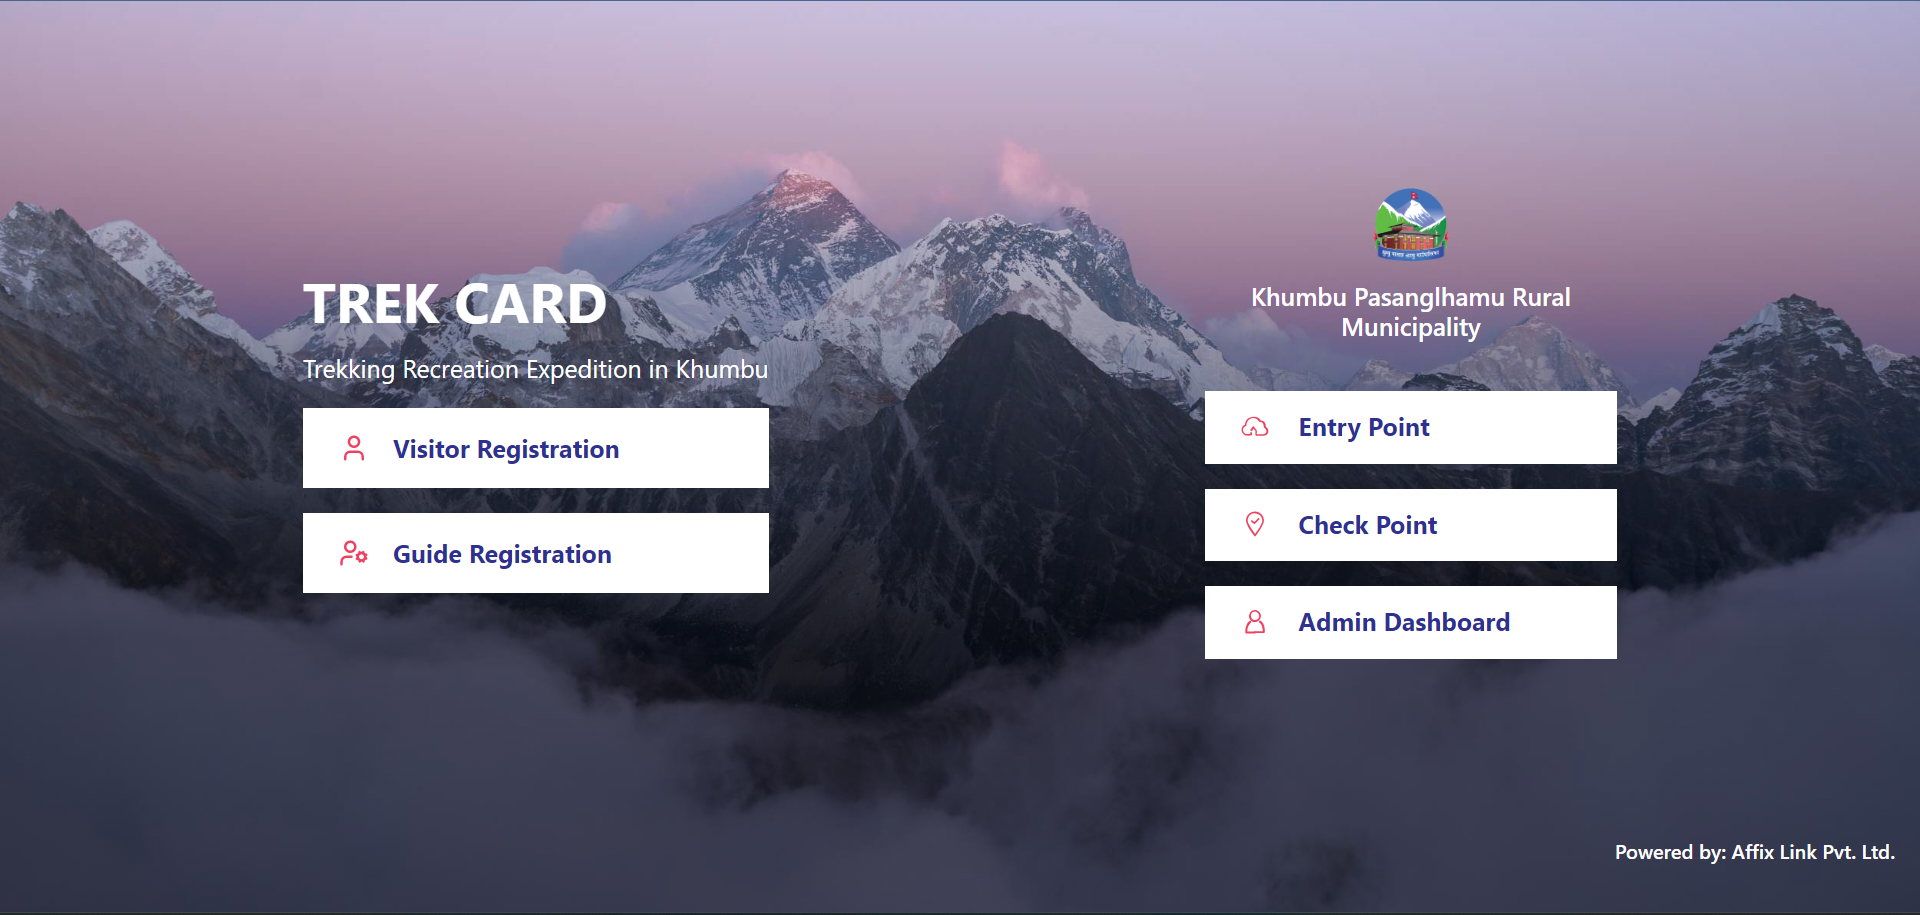 TREK CARD
Trekking Recreation Expedition in Khumbu
Visitor Registration
Guide Registration
Khumbu Pasanglhamu Rural
Municipality
Entry Point
Check Point
Admin Dashboard
Powered by: Affix Link Pvt. Ltd.